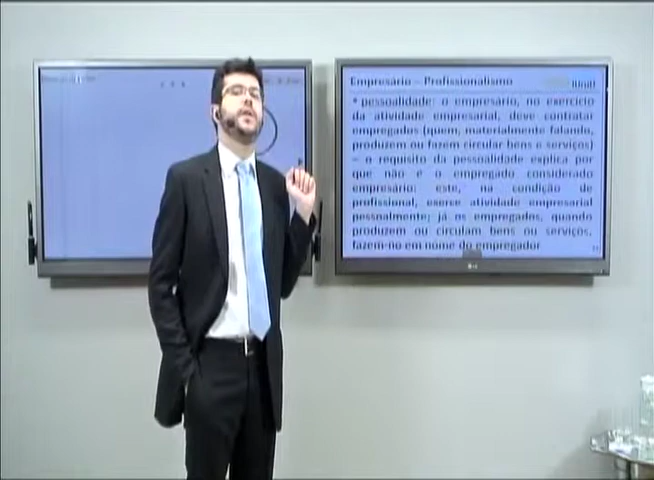 Empresário – Profissionalismo
• pessoalidade: o empresário, no exercício
da atividade empresarial, deve contratar
empregados (quem, materialmente falando,
produzem ou fazem circular bens e serviços)
– o requisito da pessoalidade explica por
que não é o empregado considerado
empresário: este, na condição de
profissional, exerce atividade empresarial
pessoalmente; já os empregados, quando
produzem ou circulam bens ou serviços,
fazem-no em nome do empregador